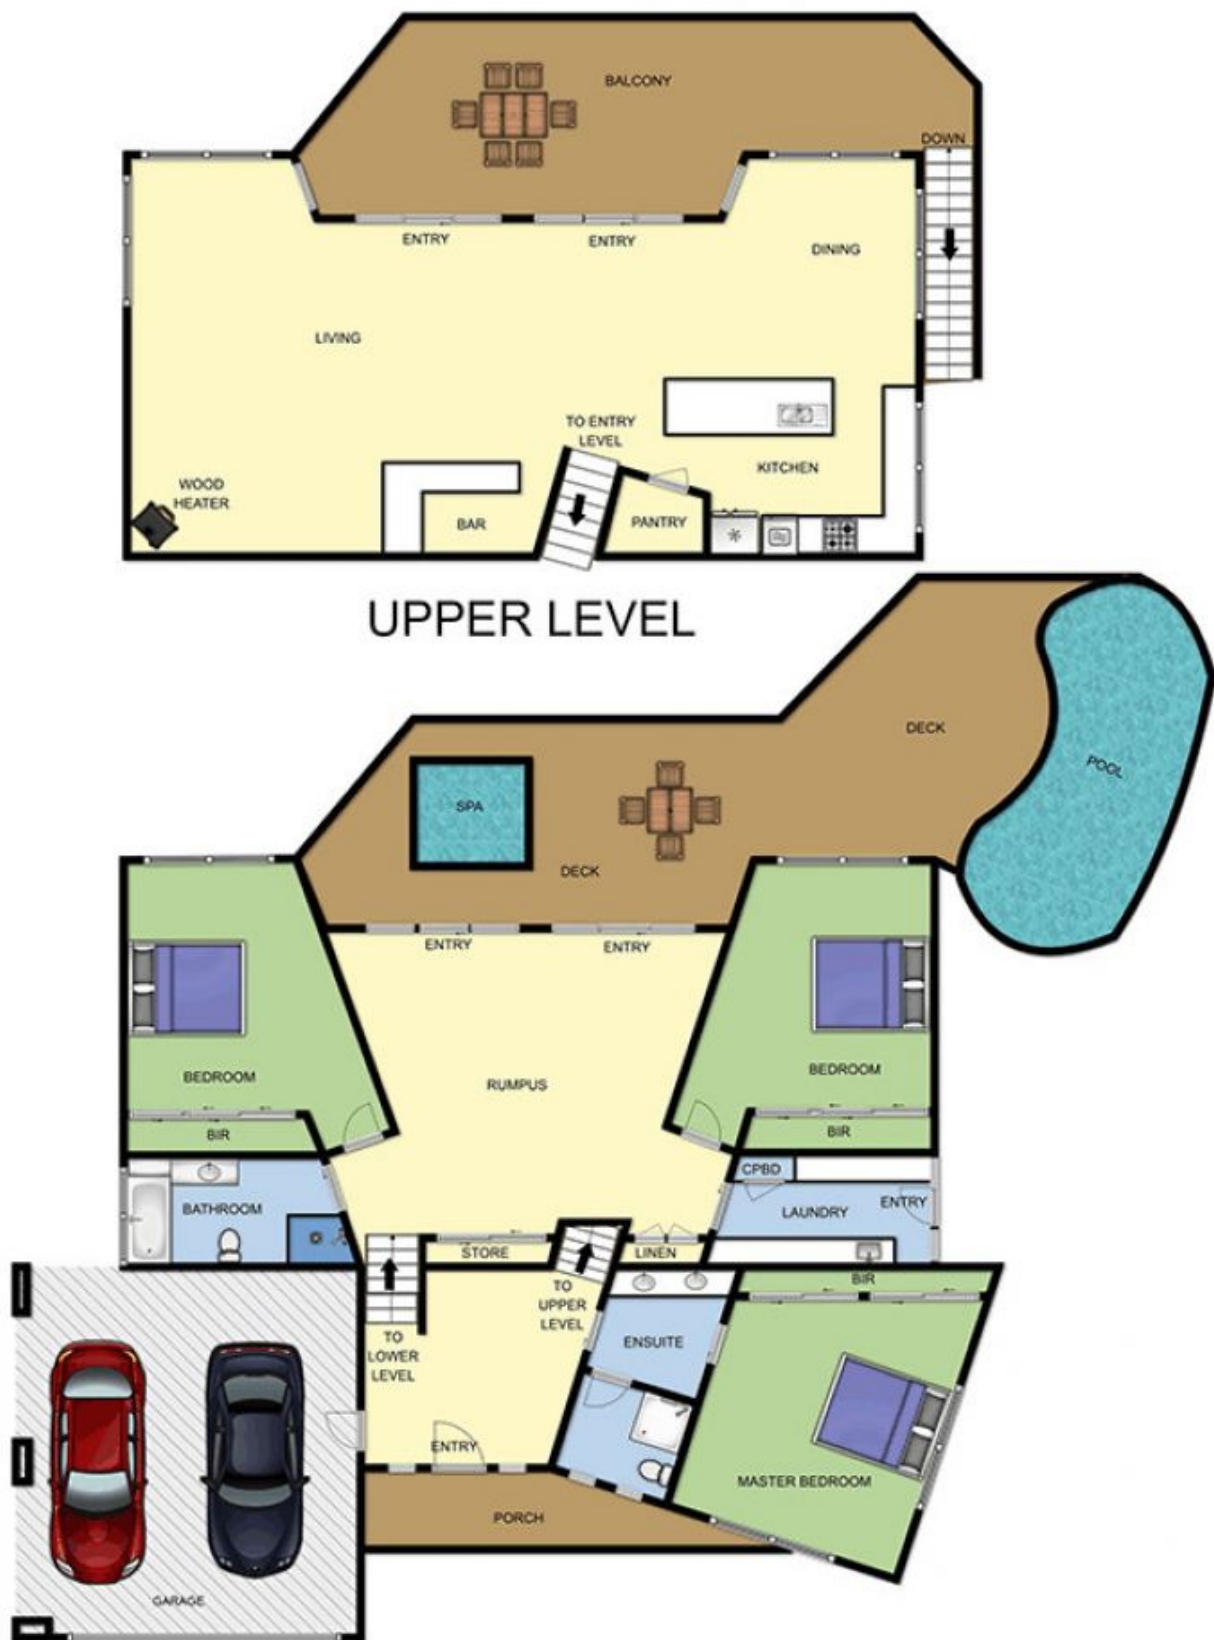 BALCONY
DOWN
ENTRY
ENTRY
DINING
LIVING
TO ENTRY
LEVEL
KITCHEN
WOOD
HEATER
BAR
PANTRY
UPPER LEVEL
DECK
POOL
SPA
DECK
ENTRY
ENTRY
BEDROOM
RUMPUS
BEDROOM
BIR
BIR
CPBD
BATHROOM
LAUNDRY
ENTRY
STORE
LINEN
BIR
TO
UPPER
LEVEL
TO
LOWER
LEVEL
ENSUITE
ENTRY
MASTER BEDROOM
PORCH
GARAGE